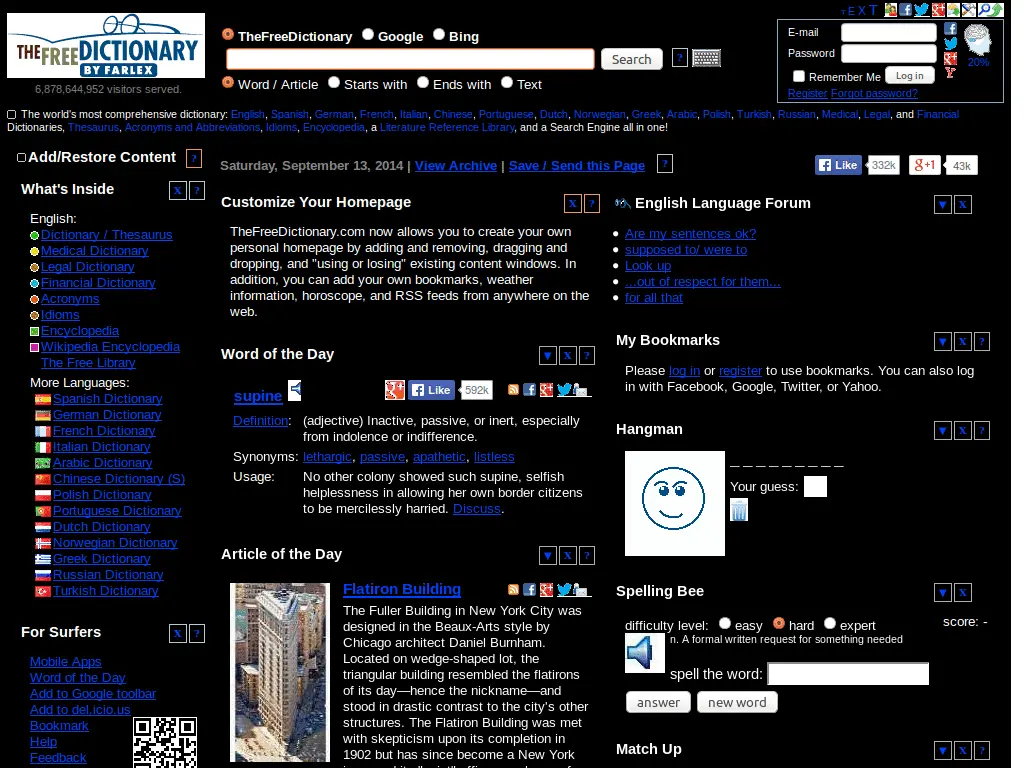 TEXT
THEFREEDICTIONARY
BY FARLEX
6,878,644,952 visitors served.
TheFreeDictionary Google Bing
Search ?
Word / Article Starts with Ends with Text
E-mail
Password
Remember Me Log in
Register Forgot password?
20%
The world's most comprehensive dictionary: English, Spanish, German, French, Italian, Chinese, Portuguese, Dutch, Norwegian, Greek, Arabic, Polish, Turkish, Russian, Medical, Legal, and Financial
Dictionaries, Thesaurus, Acronyms and Abbreviations, Idioms, Encyclopedia, a Literature Reference Library, and a Search Engine all in one!
Add/Restore Content ?
What's Inside X ?
English:
Dictionary / Thesaurus
Medical Dictionary
Legal Dictionary
Financial Dictionary
Acronyms
Idioms
Encyclopedia
Wikipedia Encyclopedia
The Free Library
More Languages:
Spanish Dictionary
German Dictionary
French Dictionary
Italian Dictionary
Arabic Dictionary
Chinese Dictionary (S)
Polish Dictionary
Portuguese Dictionary
Dutch Dictionary
Norwegian Dictionary
Greek Dictionary
Russian Dictionary
Turkish Dictionary
For Surfers X ?
Mobile Apps
Word of the Day
Add to Google toolbar
Add to del.icio.us
Bookmark
Help
Feedback
Saturday, September 13, 2014 | View Archive | Save / Send this Page ?
Like 332k g+1 43k
Customize Your Homepage X ?
TheFreeDictionary.com now allows you to create your own
personal homepage by adding and removing, dragging and
dropping, and "using or losing" existing content windows. In
addition, you can add your own bookmarks, weather
information, horoscope, and RSS feeds from anywhere on the
web.
Word of the Day ▼ X ?
supine Like 592k
Definition: (adjective) Inactive, passive, or inert, especially
from indolence or indifference.
Synonyms: lethargic, passive, apathetic, listless
Usage: No other colony showed such supine, selfish
helplessness in allowing her own border citizens
to be mercilessly harried. Discuss.
Article of the Day ▼ X ?
Flatiron Building
The Fuller Building in New York City was
designed in the Beaux-Arts style by
Chicago architect Daniel Burnham.
Located on wedge-shaped lot, the
triangular building resembled the flatirons
of its day—hence the nickname—and
stood in drastic contrast to the city's other
structures. The Flatiron Building was met
with skepticism upon its completion in
1902 but has since become a New York
English Language Forum ▼ X
Are my sentences ok?
supposed to/ were to
Look up
...out of respect for them...
for all that
My Bookmarks ▼ X ?
Please log in or register to use bookmarks. You can also log
in with Facebook, Google, Twitter, or Yahoo.
Hangman ▼ X ?
_ _ _ _ _ _ _ _ _
Your guess:
Spelling Bee ▼ X
difficulty level: easy hard expert score: -
n. A formal written request for something needed
spell the word:
answer new word
Match Up ▼ X ?